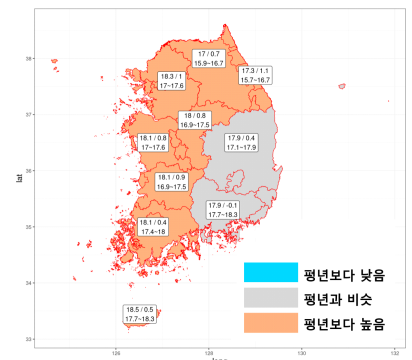 17 / 0.7
15.9~16.7
18.3 / 1
17~17.6
17.3 / 1.1
15.7~16.7
18 / 0.8
16.9~17.5
18.1 / 0.8
17~17.6
17.9 / 0.4
17.1~17.9
18.1 / 0.9
16.9~17.5
17.9 / -0.1
17.7~18.3
18.1 / 0.4
17.4~18
18.5 / 0.5
17.7~18.3
평년보다 낮음
평년과 비슷
평년보다 높음
lat
38
37
36
35
34
33
126
128
130
132